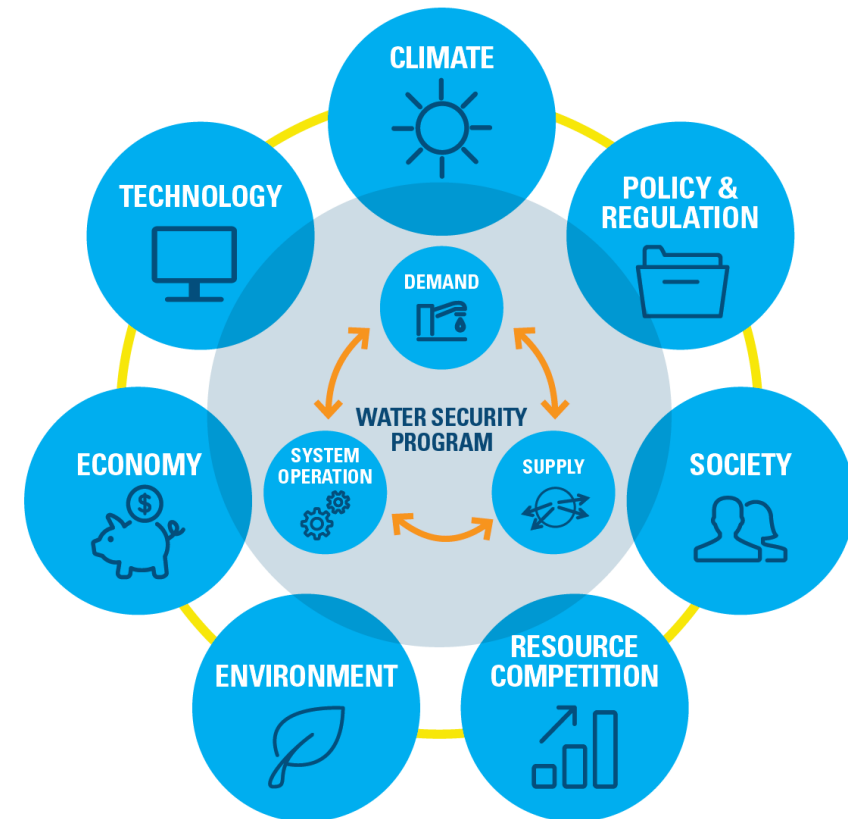 CLIMATE
TECHNOLOGY
POLICY &
REGULATION
DEMAND
WATER SECURITY
PROGRAM
SYSTEM
OPERATION
SUPPLY
ECONOMY
$
SOCIETY
ENVIRONMENT
RESOURCE
COMPETITION